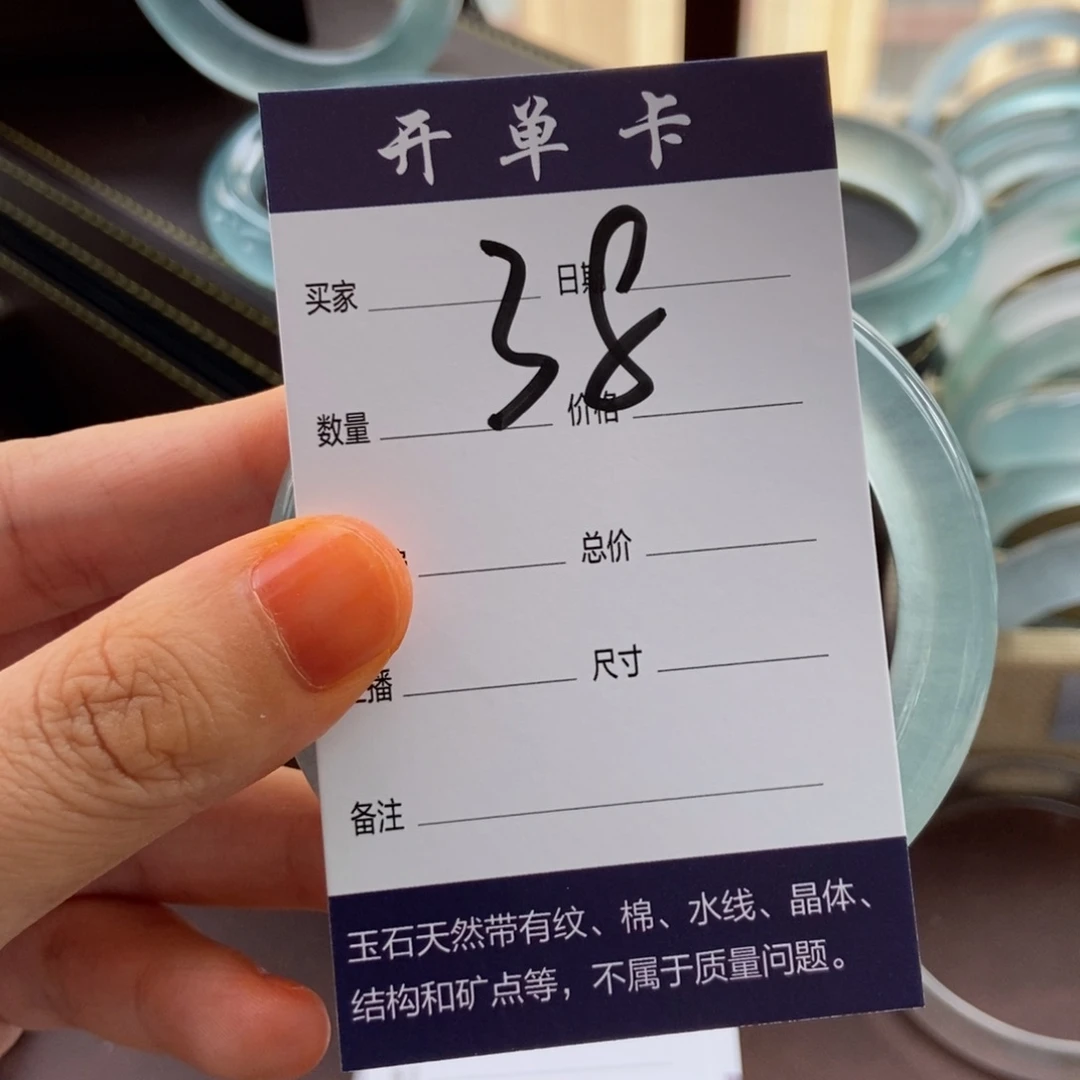 开单卡
38
买家 日期
数量 价格
总价
播 尺寸
备注
玉石天然带有纹、棉、水线、晶体、
结构和矿点等，不属于质量问题。